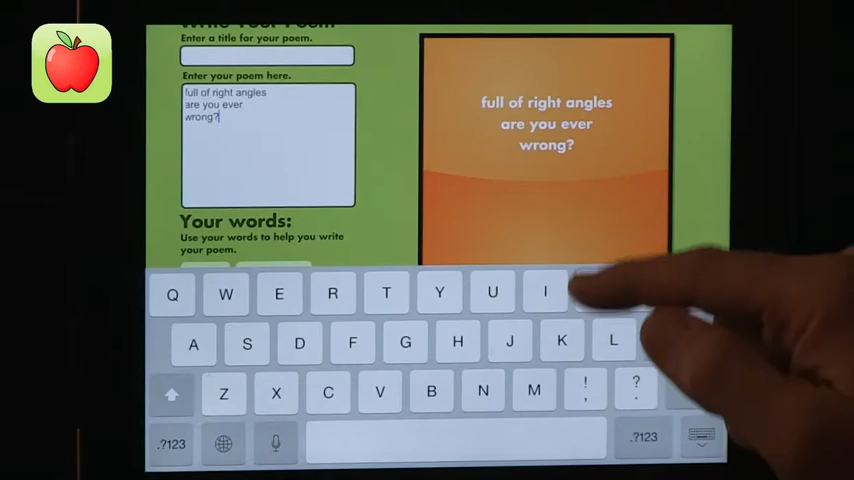 Write Your Poem
Enter a title for your poem.
Enter your poem here.
full of right angles
are you ever
wrong?
full of right angles
are you ever
wrong?
Your words:
Use your words to help you write
your poem.
Q W E R T Y U I
A S D F G H J K L
Z X C V B N M ! , ? .
.?123 .?123